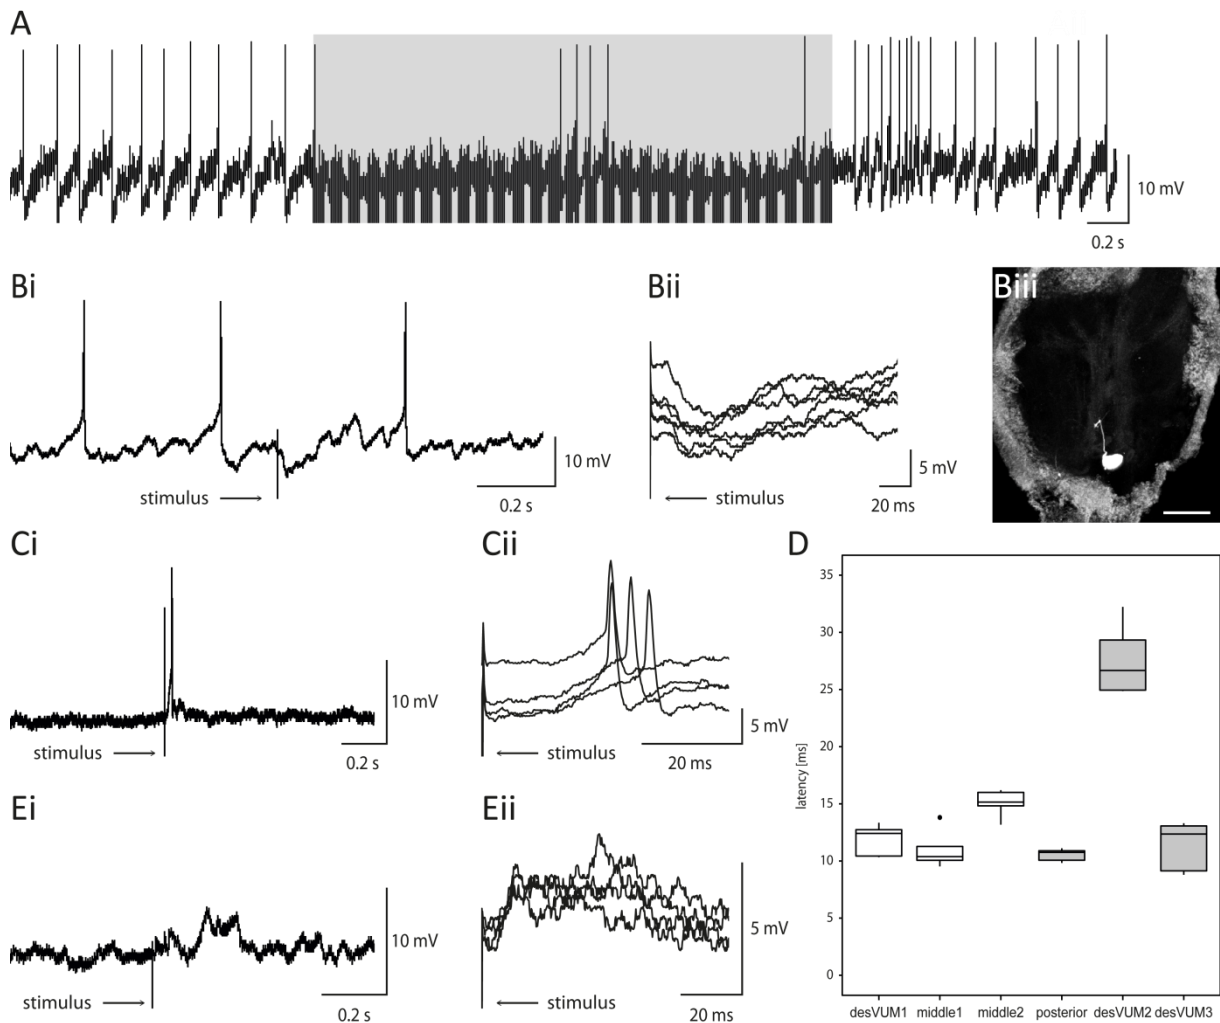 A
10 mV
0.2 s
Bi
stimulus
10 mV
0.2 s
Bii
stimulus
5 mV
20 ms
Biii
Ci
stimulus
10 mV
0.2 s
Cii
stimulus
5 mV
20 ms
D
latency [ms]
35
30
25
20
15
10
5
0
desVUM1 middle1 middle2 posterior desVUM2 desVUM3
Ei
stimulus
10 mV
0.2 s
Eii
stimulus
5 mV
20 ms